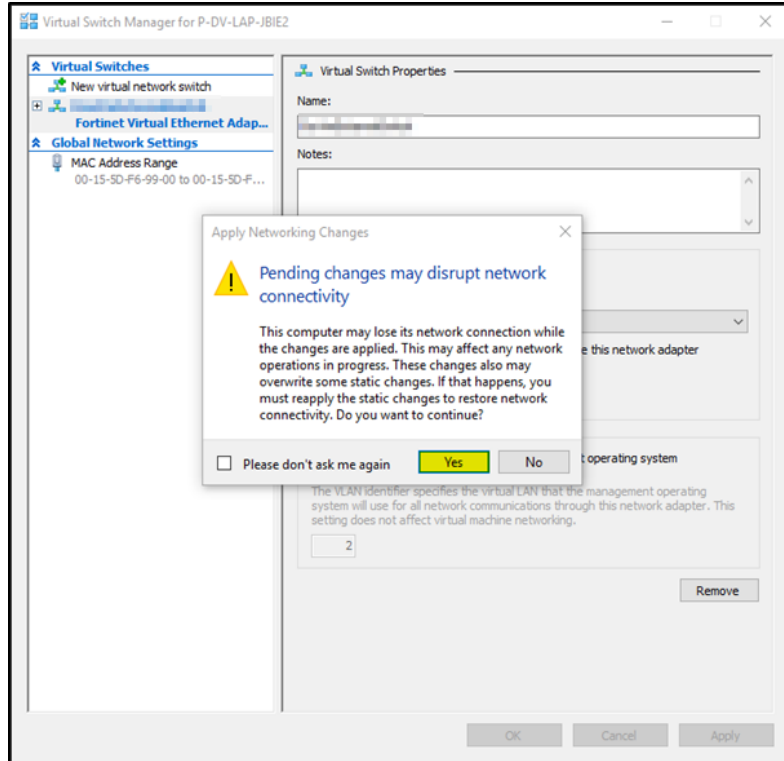 Virtual Switch Manager for P-DV-LAP-JBIE2
Virtual Switches
New virtual network switch
Fortinet Virtual Ethernet Adap...
Global Network Settings
MAC Address Range
00-15-5D-F6-99-00 to 00-15-5D-F...
Virtual Switch Properties
Name:
Notes:
Apply Networking Changes
Pending changes may disrupt network
connectivity
This computer may lose its network connection while
the changes are applied. This may affect any network
operations in progress. These changes also may
overwrite some static changes. If that happens, you
must reapply the static changes to restore network
connectivity. Do you want to continue?
e this network adapter
Please don't ask me again
Yes
No
t operating system
The VLAN identifier specifies the virtual LAN that the management operating
system will use for all network communications through this network adapter. This
setting does not affect virtual machine networking.
2
Remove
OK
Cancel
Apply